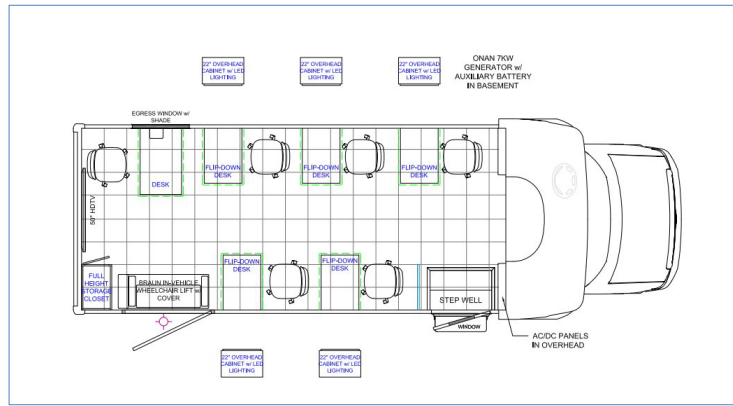 22" OVERHEAD
CABINET w/ LED
LIGHTING
22" OVERHEAD
CABINET w/ LED
LIGHTING
22" OVERHEAD
CABINET w/ LED
LIGHTING
ONAN 7KW
GENERATOR w/
AUXILIARY BATTERY
IN BASEMENT
EGRESS WINDOW w/
SHADE
DESK
FLIP-DOWN
DESK
FLIP-DOWN
DESK
FLIP-DOWN
DESK
50" HDTV
FULL
HEIGHT
STORAGE
CLOSET
BRAUN IN-VEHICLE
WHEELCHAIR LIFT w/
COVER
FLIP-DOWN
DESK
FLIP-DOWN
DESK
STEP WELL
WINDOW
AC/DC PANELS
IN OVERHEAD
22" OVERHEAD
CABINET w/ LED
LIGHTING
22" OVERHEAD
CABINET w/ LED
LIGHTING